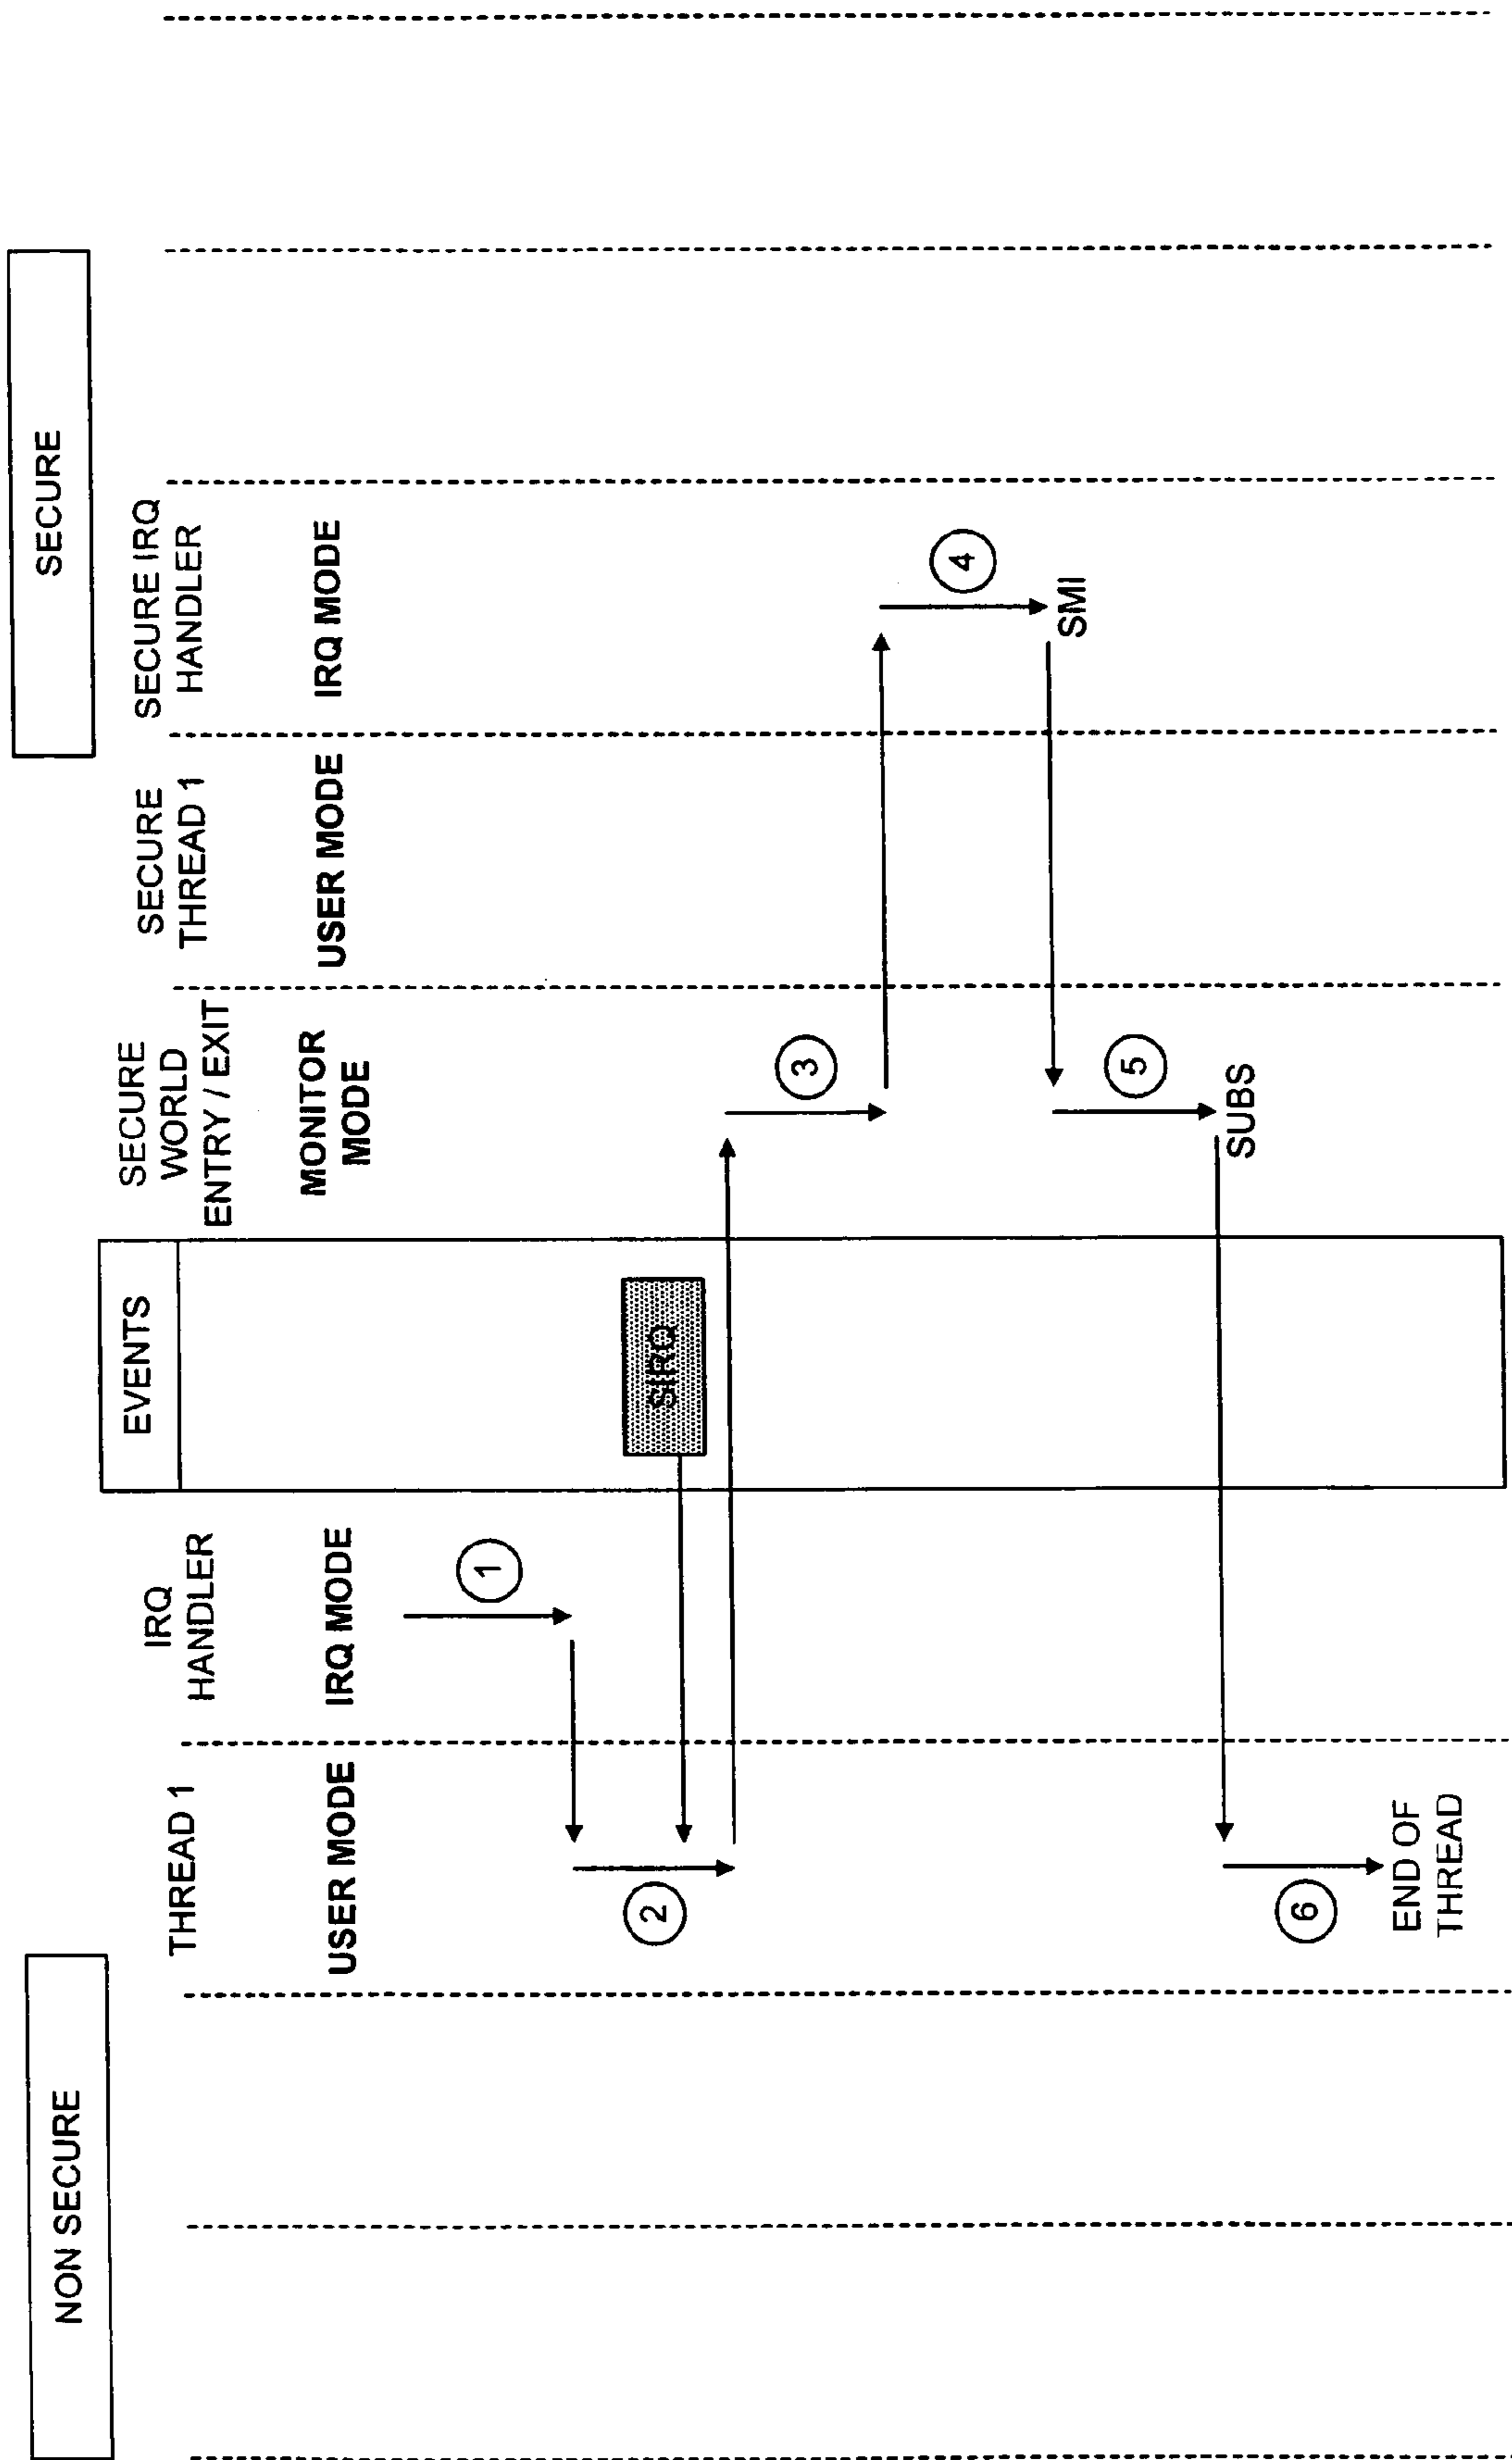 NON SECURE
SECURE
THREAD 1
IRQ
HANDLER
EVENTS
SECURE
WORLD
ENTRY / EXIT
SECURE
THREAD 1
SECURE IRQ
HANDLER
USER MODE
IRQ MODE
MONITOR
MODE
USER MODE
IRQ MODE
1
2
SIRQ
3
4
SMI
5
SUBS
6
END OF
THREAD